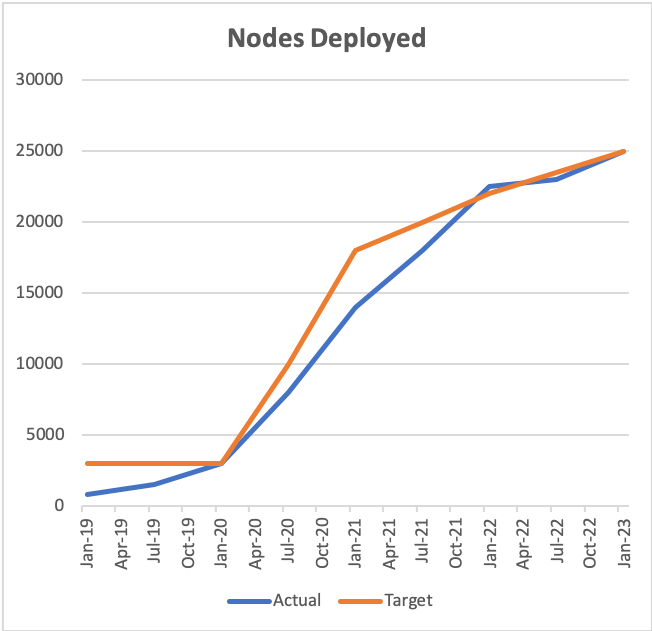 Nodes Deployed
30000
25000
20000
15000
10000
5000
0
Jan-19
Apr-19
Jul-19
Oct-19
Jan-20
Apr-20
Jul-20
Oct-20
Jan-21
Apr-21
Jul-21
Oct-21
Jan-22
Apr-22
Jul-22
Oct-22
Jan-23
Actual
Target